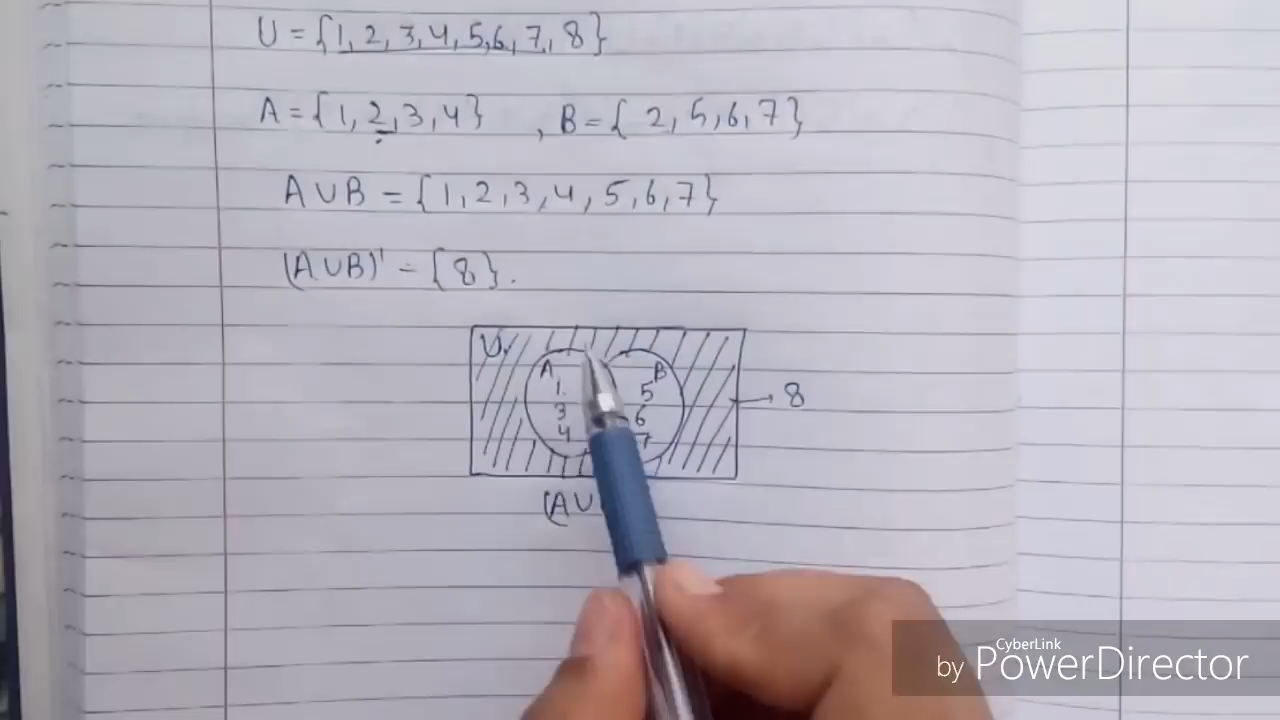 U = {1, 2, 3, 4, 5, 6, 7, 8}
A = {1, 2, 3, 4} , B = { 2, 5, 6, 7}
A ∪ B = {1, 2, 3, 4, 5, 6, 7}
(A ∪ B)' = {8}.
U
A B
1 5
3 6
4 7
→ 8
(A ∪
CyberLink
by PowerDirector